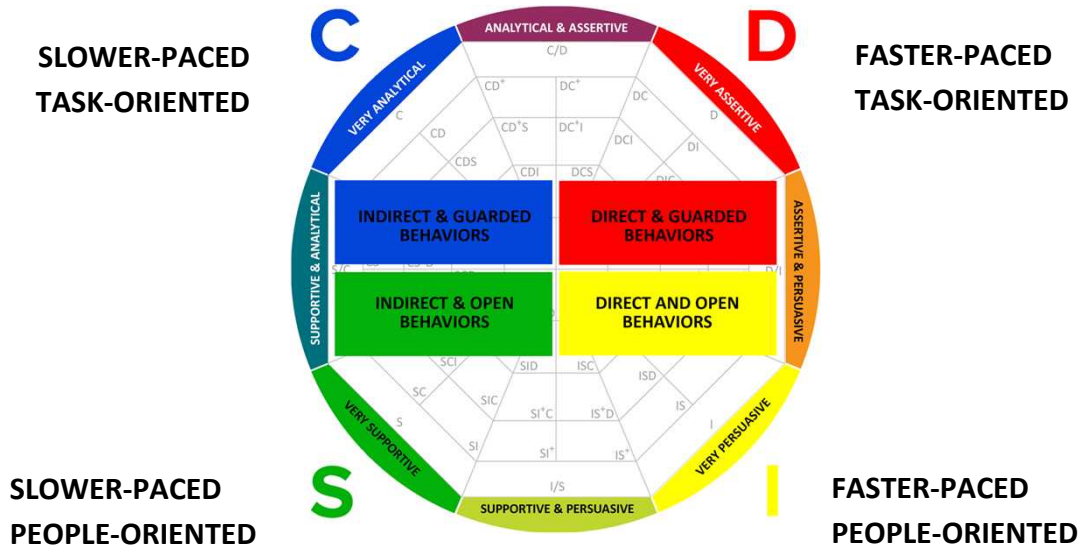 C
D
SLOWER-PACED
TASK-ORIENTED
FASTER-PACED
TASK-ORIENTED
ANALYTICAL & ASSERTIVE
VERY ANALYTICAL
VERY ASSERTIVE
C/D
CD+
DC+
DC
C
D
CD
CD+S
DC+I
DCI
DI
CDS
CDI
DCS
SUPPORTIVE & ANALYTICAL
INDIRECT & GUARDED
BEHAVIORS
DIRECT & GUARDED
BEHAVIORS
ASSERTIVE & PERSUASIVE
S/C
D/I
INDIRECT & OPEN
BEHAVIORS
DIRECT AND OPEN
BEHAVIORS
SCI
SID
ISC
ISD
SC
SIC
SI+C
IS+D
IS
S
I
SI
SI+
IS+
VERY SUPPORTIVE
VERY PERSUASIVE
I/S
SUPPORTIVE & PERSUASIVE
S
I
SLOWER-PACED
PEOPLE-ORIENTED
FASTER-PACED
PEOPLE-ORIENTED